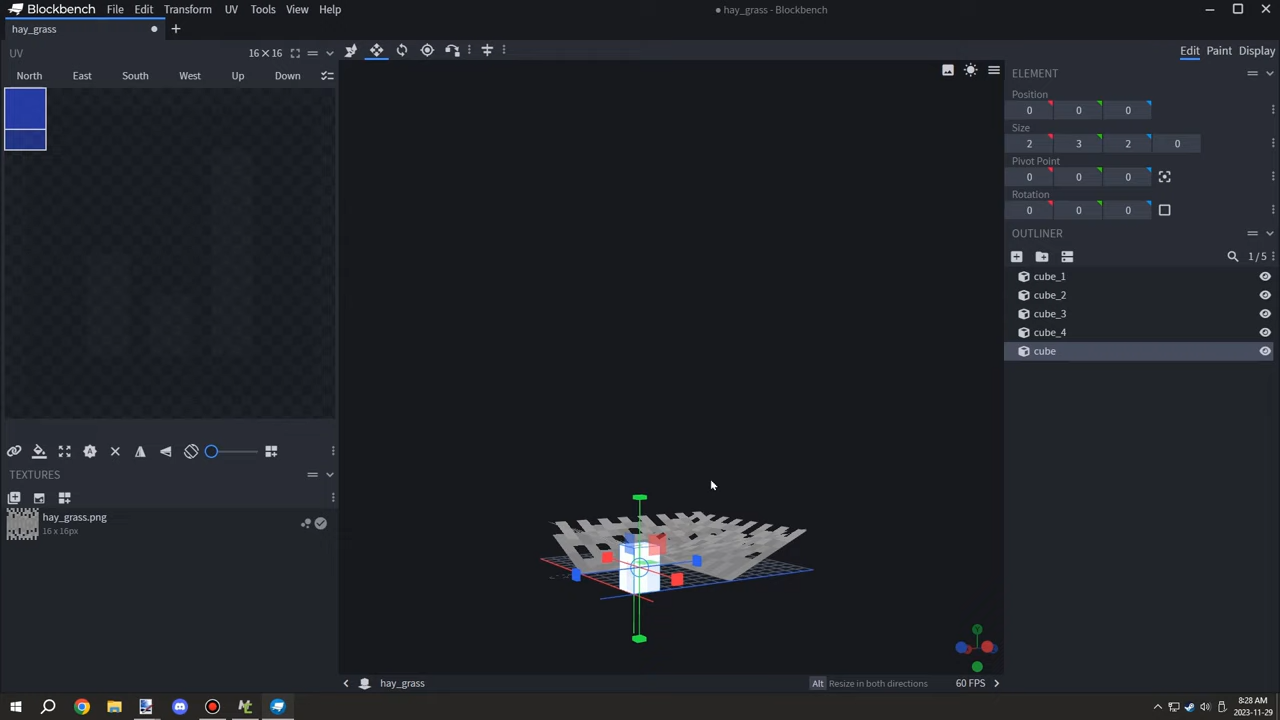 Blockbench File Edit Transform UV Tools View Help
hay_grass - Blockbench
hay_grass
UV 16 × 16
North East South West Up Down
Edit Paint Display
ELEMENT
Position
0 0 0
Size
2 3 2 0
Pivot Point
0 0 0
Rotation
0 0 0
OUTLINER
1 / 5
cube_1
cube_2
cube_3
cube_4
cube
TEXTURES
hay_grass.png
16 x 16px
Y
hay_grass
Alt Resize in both directions 60 FPS
8:28 AM
2023-11-29